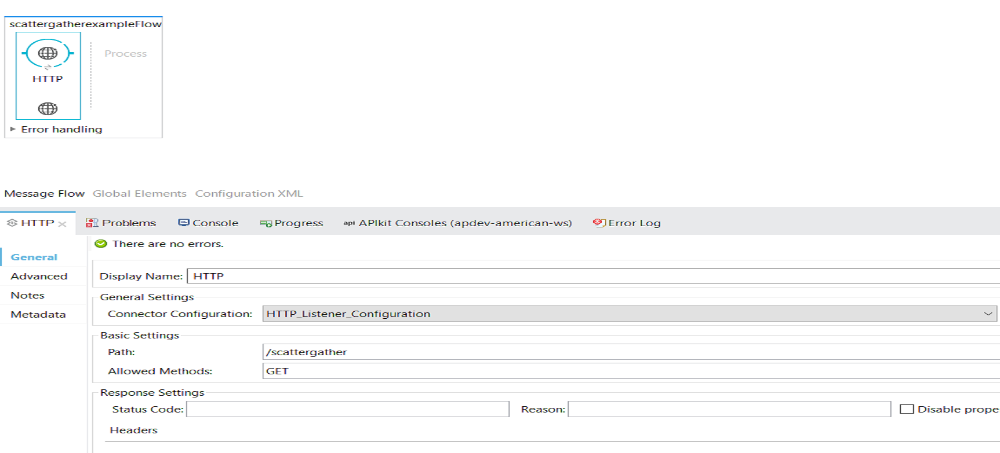 scattergatherexampleFlow
Process
HTTP
Error handling
Message Flow Global Elements Configuration XML
HTTP Problems Console Progress api APIkit Consoles (apdev-american-ws) Error Log
There are no errors.
General
Advanced
Notes
Metadata
Display Name: HTTP
General Settings
Connector Configuration: HTTP_Listener_Configuration
Basic Settings
Path: /scattergather
Allowed Methods: GET
Response Settings
Status Code: Reason: Disable prope
Headers